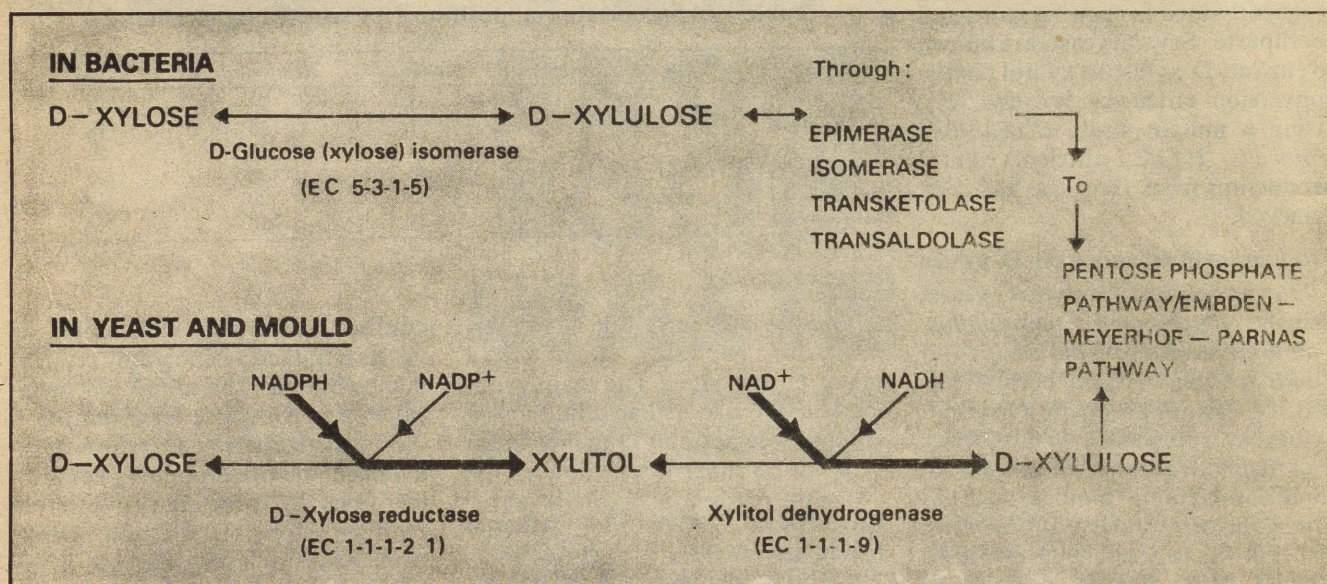 IN BACTERIA
Through:
D – XYLOSE
D – XYLULOSE
D-Glucose (xylose) isomerase
(E C 5-3-1-5)
EPIMERASE
ISOMERASE
TRANSKETOLASE
TRANSALDOLASE
To
PENTOSE PHOSPHATE
PATHWAY/EMBDEN –
MEYERHOF – PARNAS
PATHWAY
IN YEAST AND MOULD
NADPH NADP+ NAD+ NADH
D–XYLOSE XYLITOL D–XYLULOSE
D–Xylose reductase
(EC 1-1-1-2 1)
Xylitol dehydrogenase
(EC 1-1-1-9)